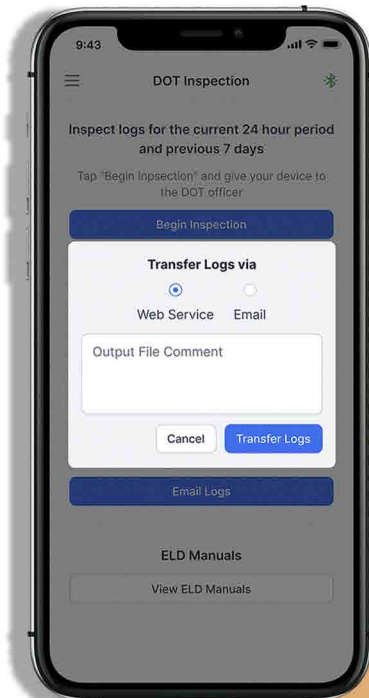 9:43
DOT Inspection
Inspect logs for the current 24 hour period
and previous 7 days
Tap "Begin Inpsection" and give your device to
the DOT officer
Begin Inspection
Transfer Logs via
Web Service Email
Output File Comment
Cancel Transfer Logs
Email Logs
ELD Manuals
View ELD Manuals